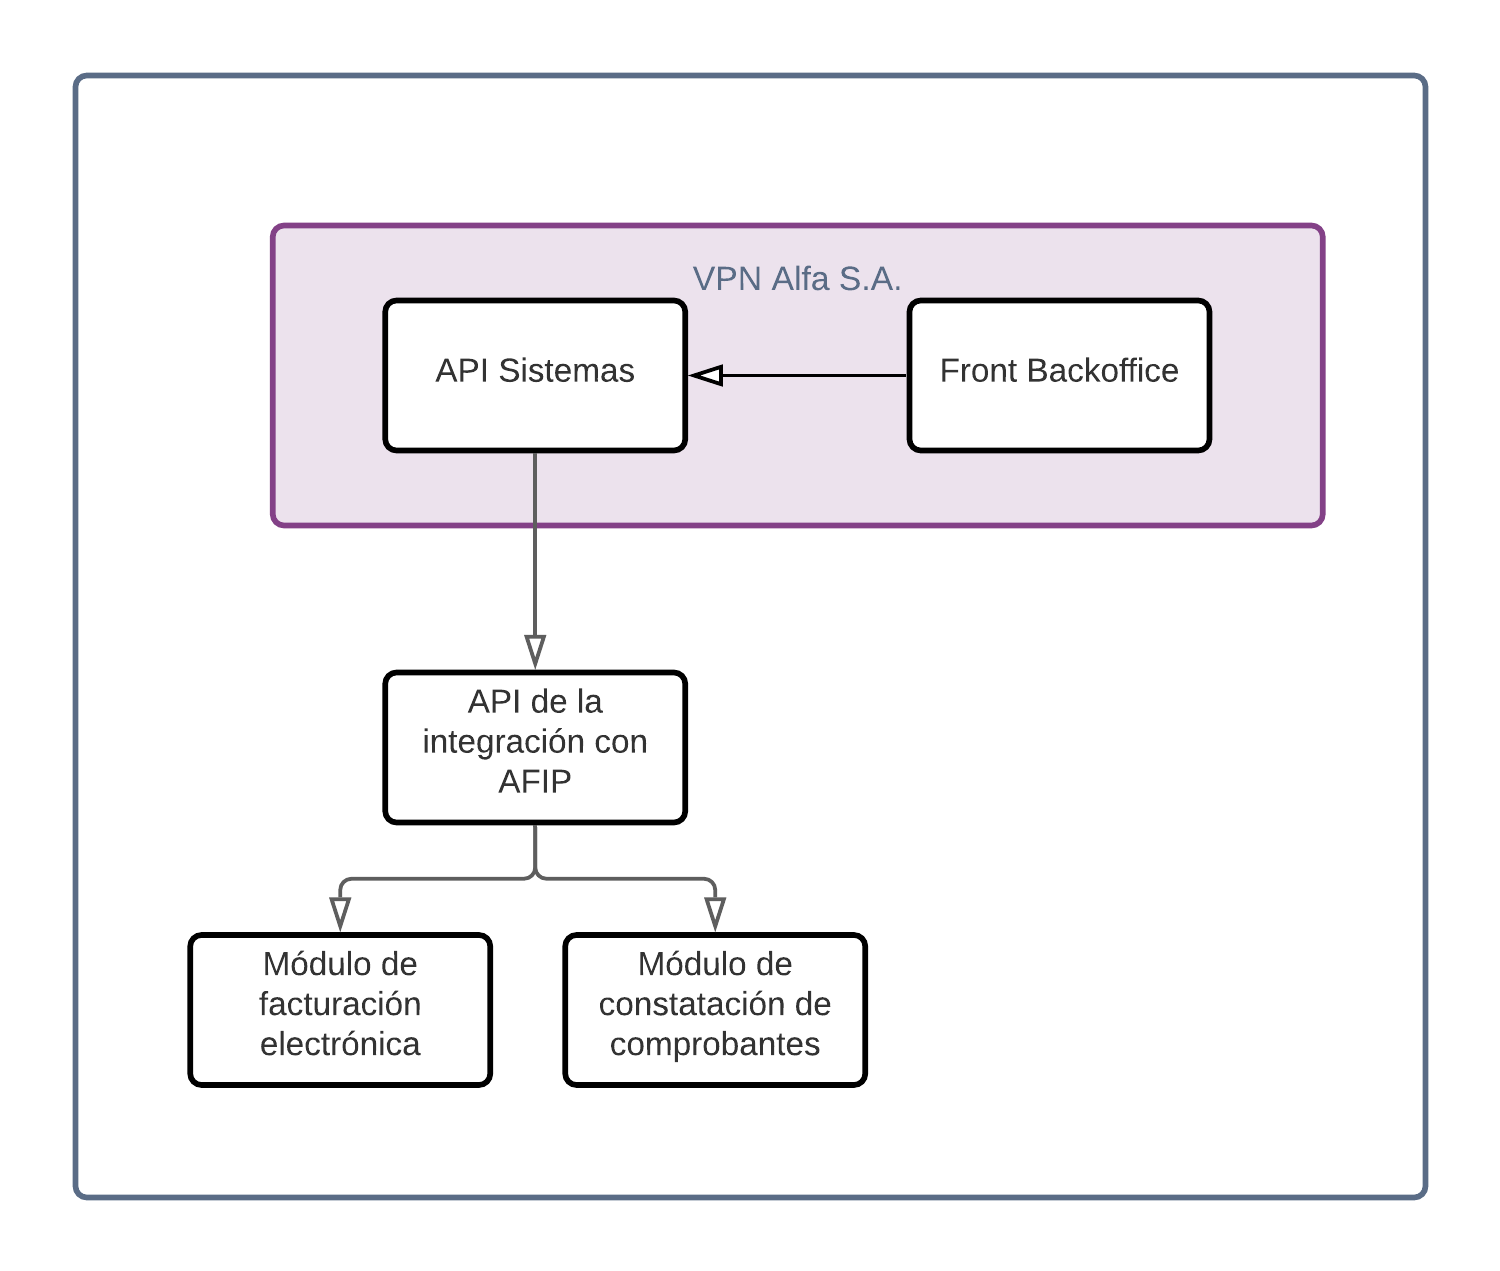 VPN Alfa S.A.
API Sistemas
Front Backoffice
API de la
integración con
AFIP
Módulo de
facturación
electrónica
Módulo de
constatación de
comprobantes